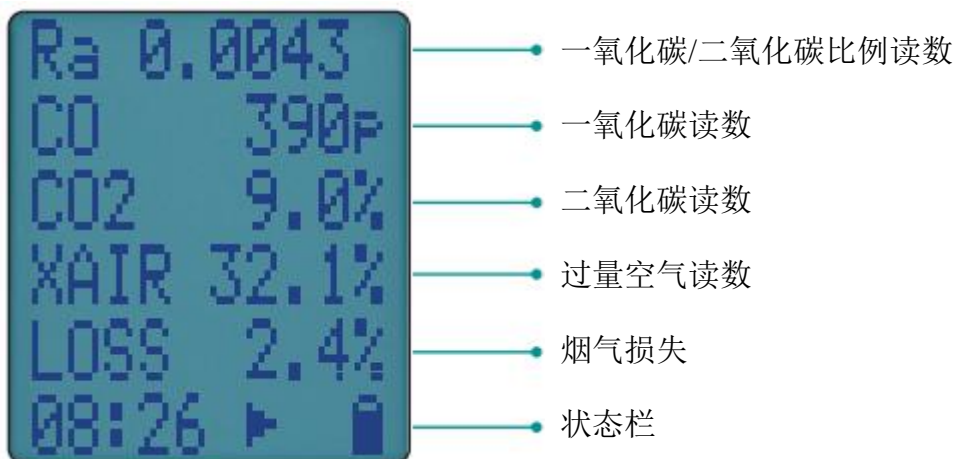 Ra 0.0043 一氧化碳/二氧化碳比例读数
CO 390p 一氧化碳读数
CO2 9.0% 二氧化碳读数
XAIR 32.1% 过量空气读数
LOSS 2.4% 烟气损失
08:26 状态栏